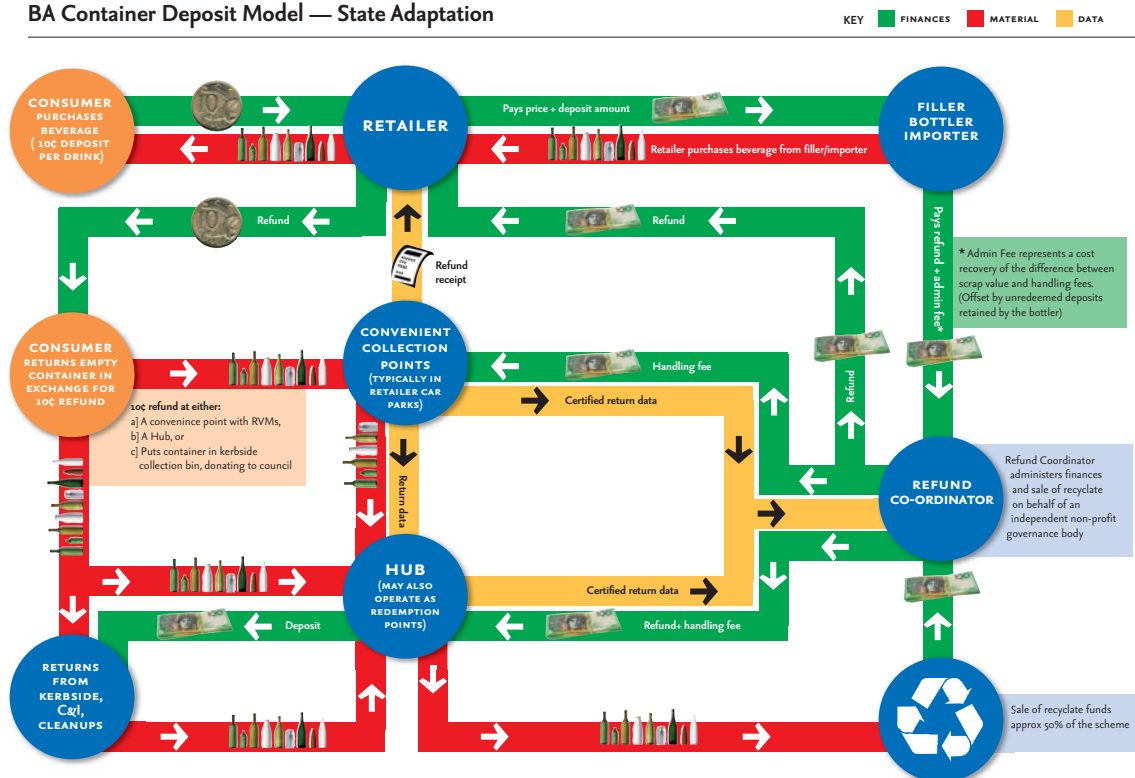 BA Container Deposit Model — State Adaptation
KEY FINANCES MATERIAL DATA
CONSUMER
PURCHASES
BEVERAGE
( 10¢ DEPOSIT
PER DRINK)
RETAILER
Pays price + deposit amount
Retailer purchases beverage from filler/importer
FILLER
BOTTLER
IMPORTER
Refund
Refund
receipt
Refund
Pays refund + admin fee*
* Admin Fee represents a cost
recovery of the difference between
scrap value and handling fees.
(Offset by unredeemed deposits
retained by the bottler)
CONSUMER
RETURNS EMPTY
CONTAINER IN
EXCHANGE FOR
10¢ REFUND
CONVENIENT
COLLECTION
POINTS
(TYPICALLY IN
RETAILER CAR
PARKS)
Handling fee
Refund
Certified return data
10¢ refund at either:
a] A convenince point with RVMs,
b] A Hub, or
c] Puts container in kerbside
collection bin, donating to council
Return data
REFUND
CO-ORDINATOR
Refund Coordinator
administers finances
and sale of recyclate
on behalf of an
independent non-profit
governance body
HUB
(MAY ALSO
OPERATE AS
REDEMPTION
POINTS)
Certified return data
Deposit
Refund+ handling fee
RETURNS
FROM
KERBSIDE,
C&I,
CLEANUPS
Sale of recyclate funds
approx 50% of the scheme